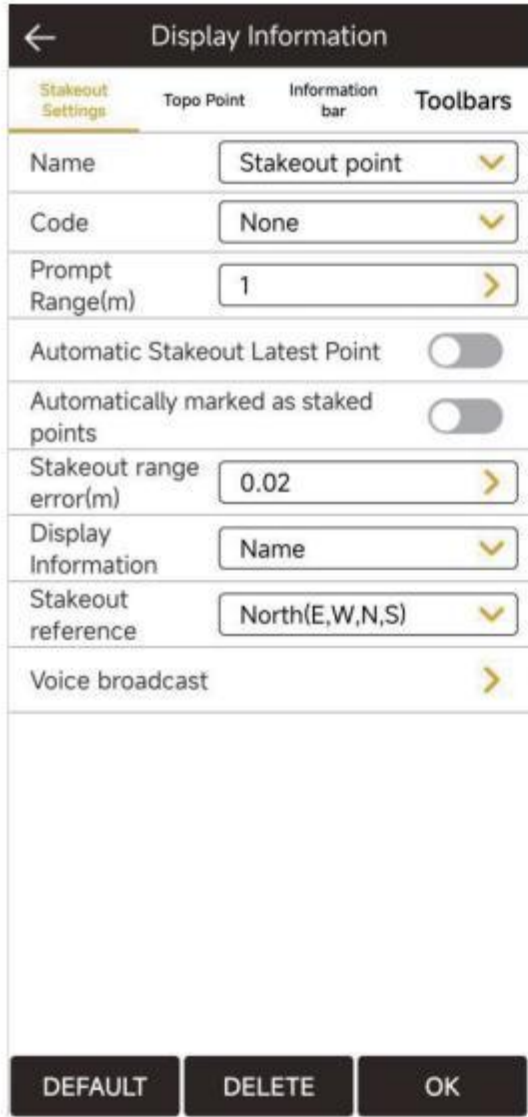 Display Information
Stakeout
Settings
Topo Point
Information
bar
Toolbars
Name
Stakeout point
Code
None
Prompt
Range(m)
1
Automatic Stakeout Latest Point
Automatically marked as staked
points
Stakeout range
error(m)
0.02
Display
Information
Name
Stakeout
reference
North(E,W,N,S)
Voice broadcast
DEFAULT
DELETE
OK